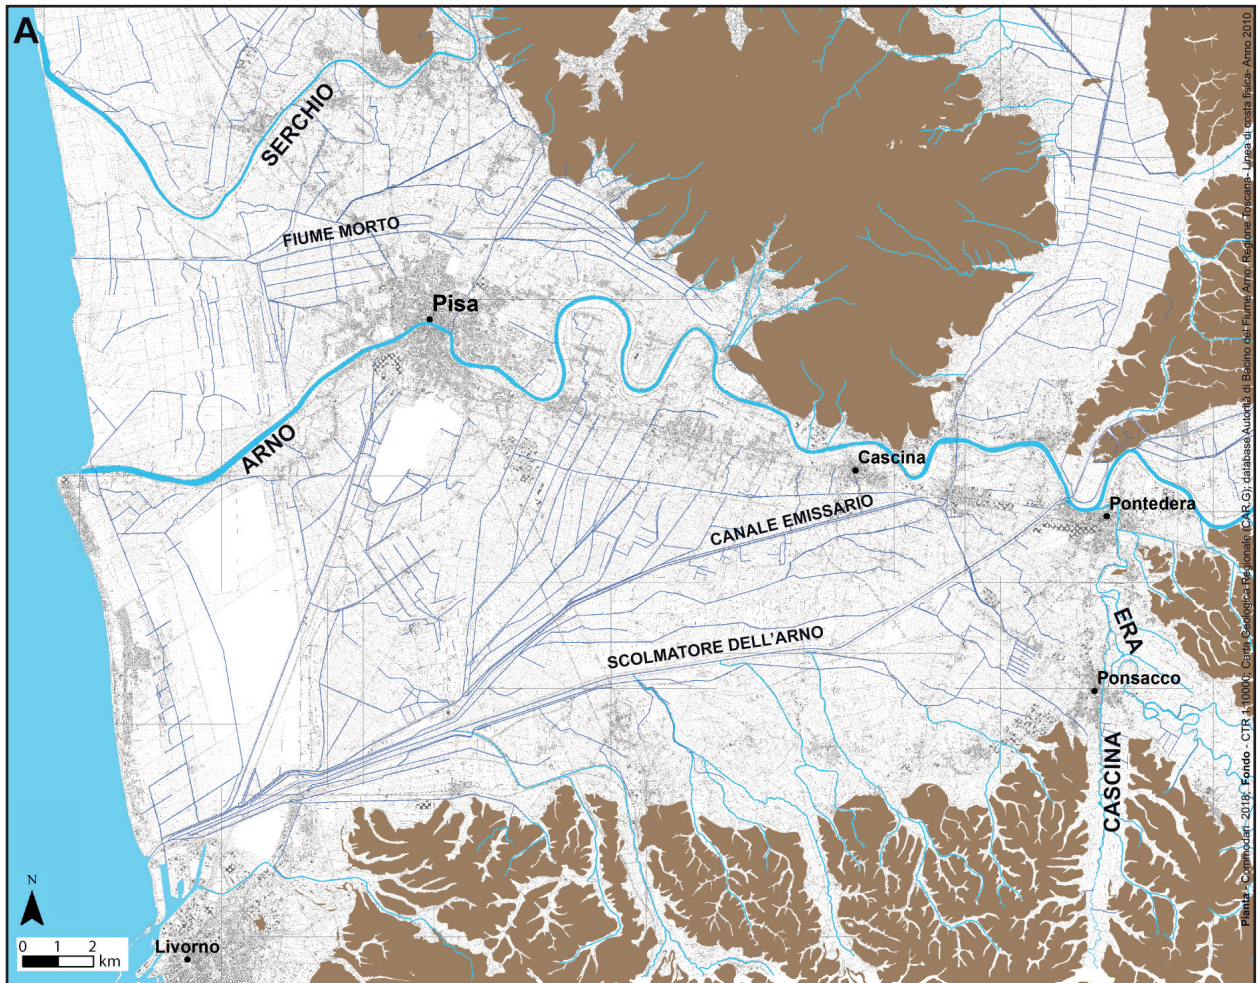 A
SERCHIO
FIUME MORTO
Pisa
ARNO
Cascina
Pontedera
CANALE EMISSARIO
ERA
SCOLMATORE DELL'ARNO
Ponsacco
CASCINA
N
0 1 2
km
Livorno
Pianta - Commodari- 2018; Fondo - CTR 1:10000; Carta Geologica Regionale (CAR.G); database Autorità di Bacino del Fiume Arno; Regione Toscana- Linea di costa fisica- Anno 2010